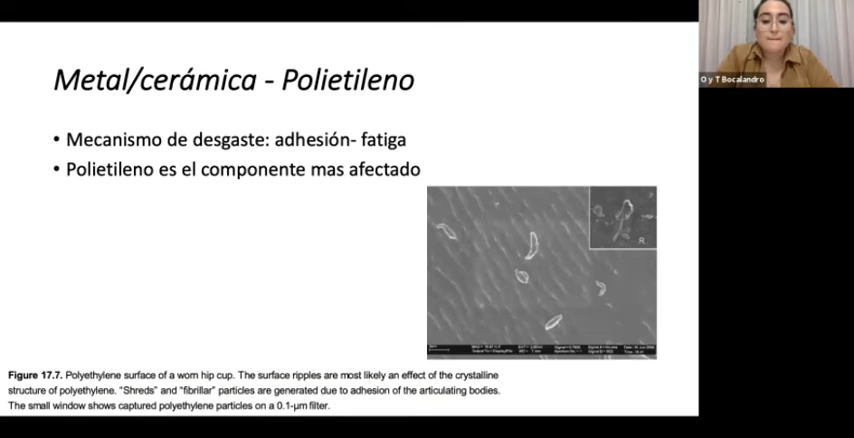 Metal/cerámica - Polietileno
O y T Bocalandro
• Mecanismo de desgaste: adhesión- fatiga
• Polietileno es el componente mas afectado
R
Figure 17.7. Polyethylene surface of a worn hip cup. The surface ripples are most likely an effect of the crystalline
structure of polyethylene. “Shreds” and “fibrillar” particles are generated due to adhesion of the articulating bodies.
The small window shows captured polyethylene particles on a 0.1-µm filter.